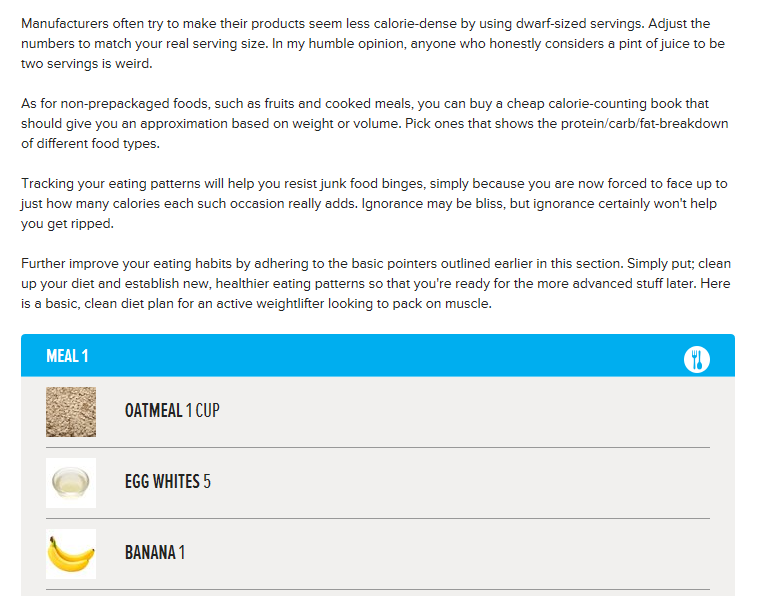 Manufacturers often try to make their products seem less calorie-dense by using dwarf-sized servings. Adjust the
numbers to match your real serving size. In my humble opinion, anyone who honestly considers a pint of juice to be
two servings is weird.
As for non-prepackaged foods, such as fruits and cooked meals, you can buy a cheap calorie-counting book that
should give you an approximation based on weight or volume. Pick ones that shows the protein/carb/fat-breakdown
of different food types.
Tracking your eating patterns will help you resist junk food binges, simply because you are now forced to face up to
just how many calories each such occasion really adds. Ignorance may be bliss, but ignorance certainly won't help
you get ripped.
Further improve your eating habits by adhering to the basic pointers outlined earlier in this section. Simply put; clean
up your diet and establish new, healthier eating patterns so that you're ready for the more advanced stuff later. Here
is a basic, clean diet plan for an active weightlifter looking to pack on muscle.
MEAL 1
OATMEAL 1 CUP
EGG WHITES 5
BANANA 1